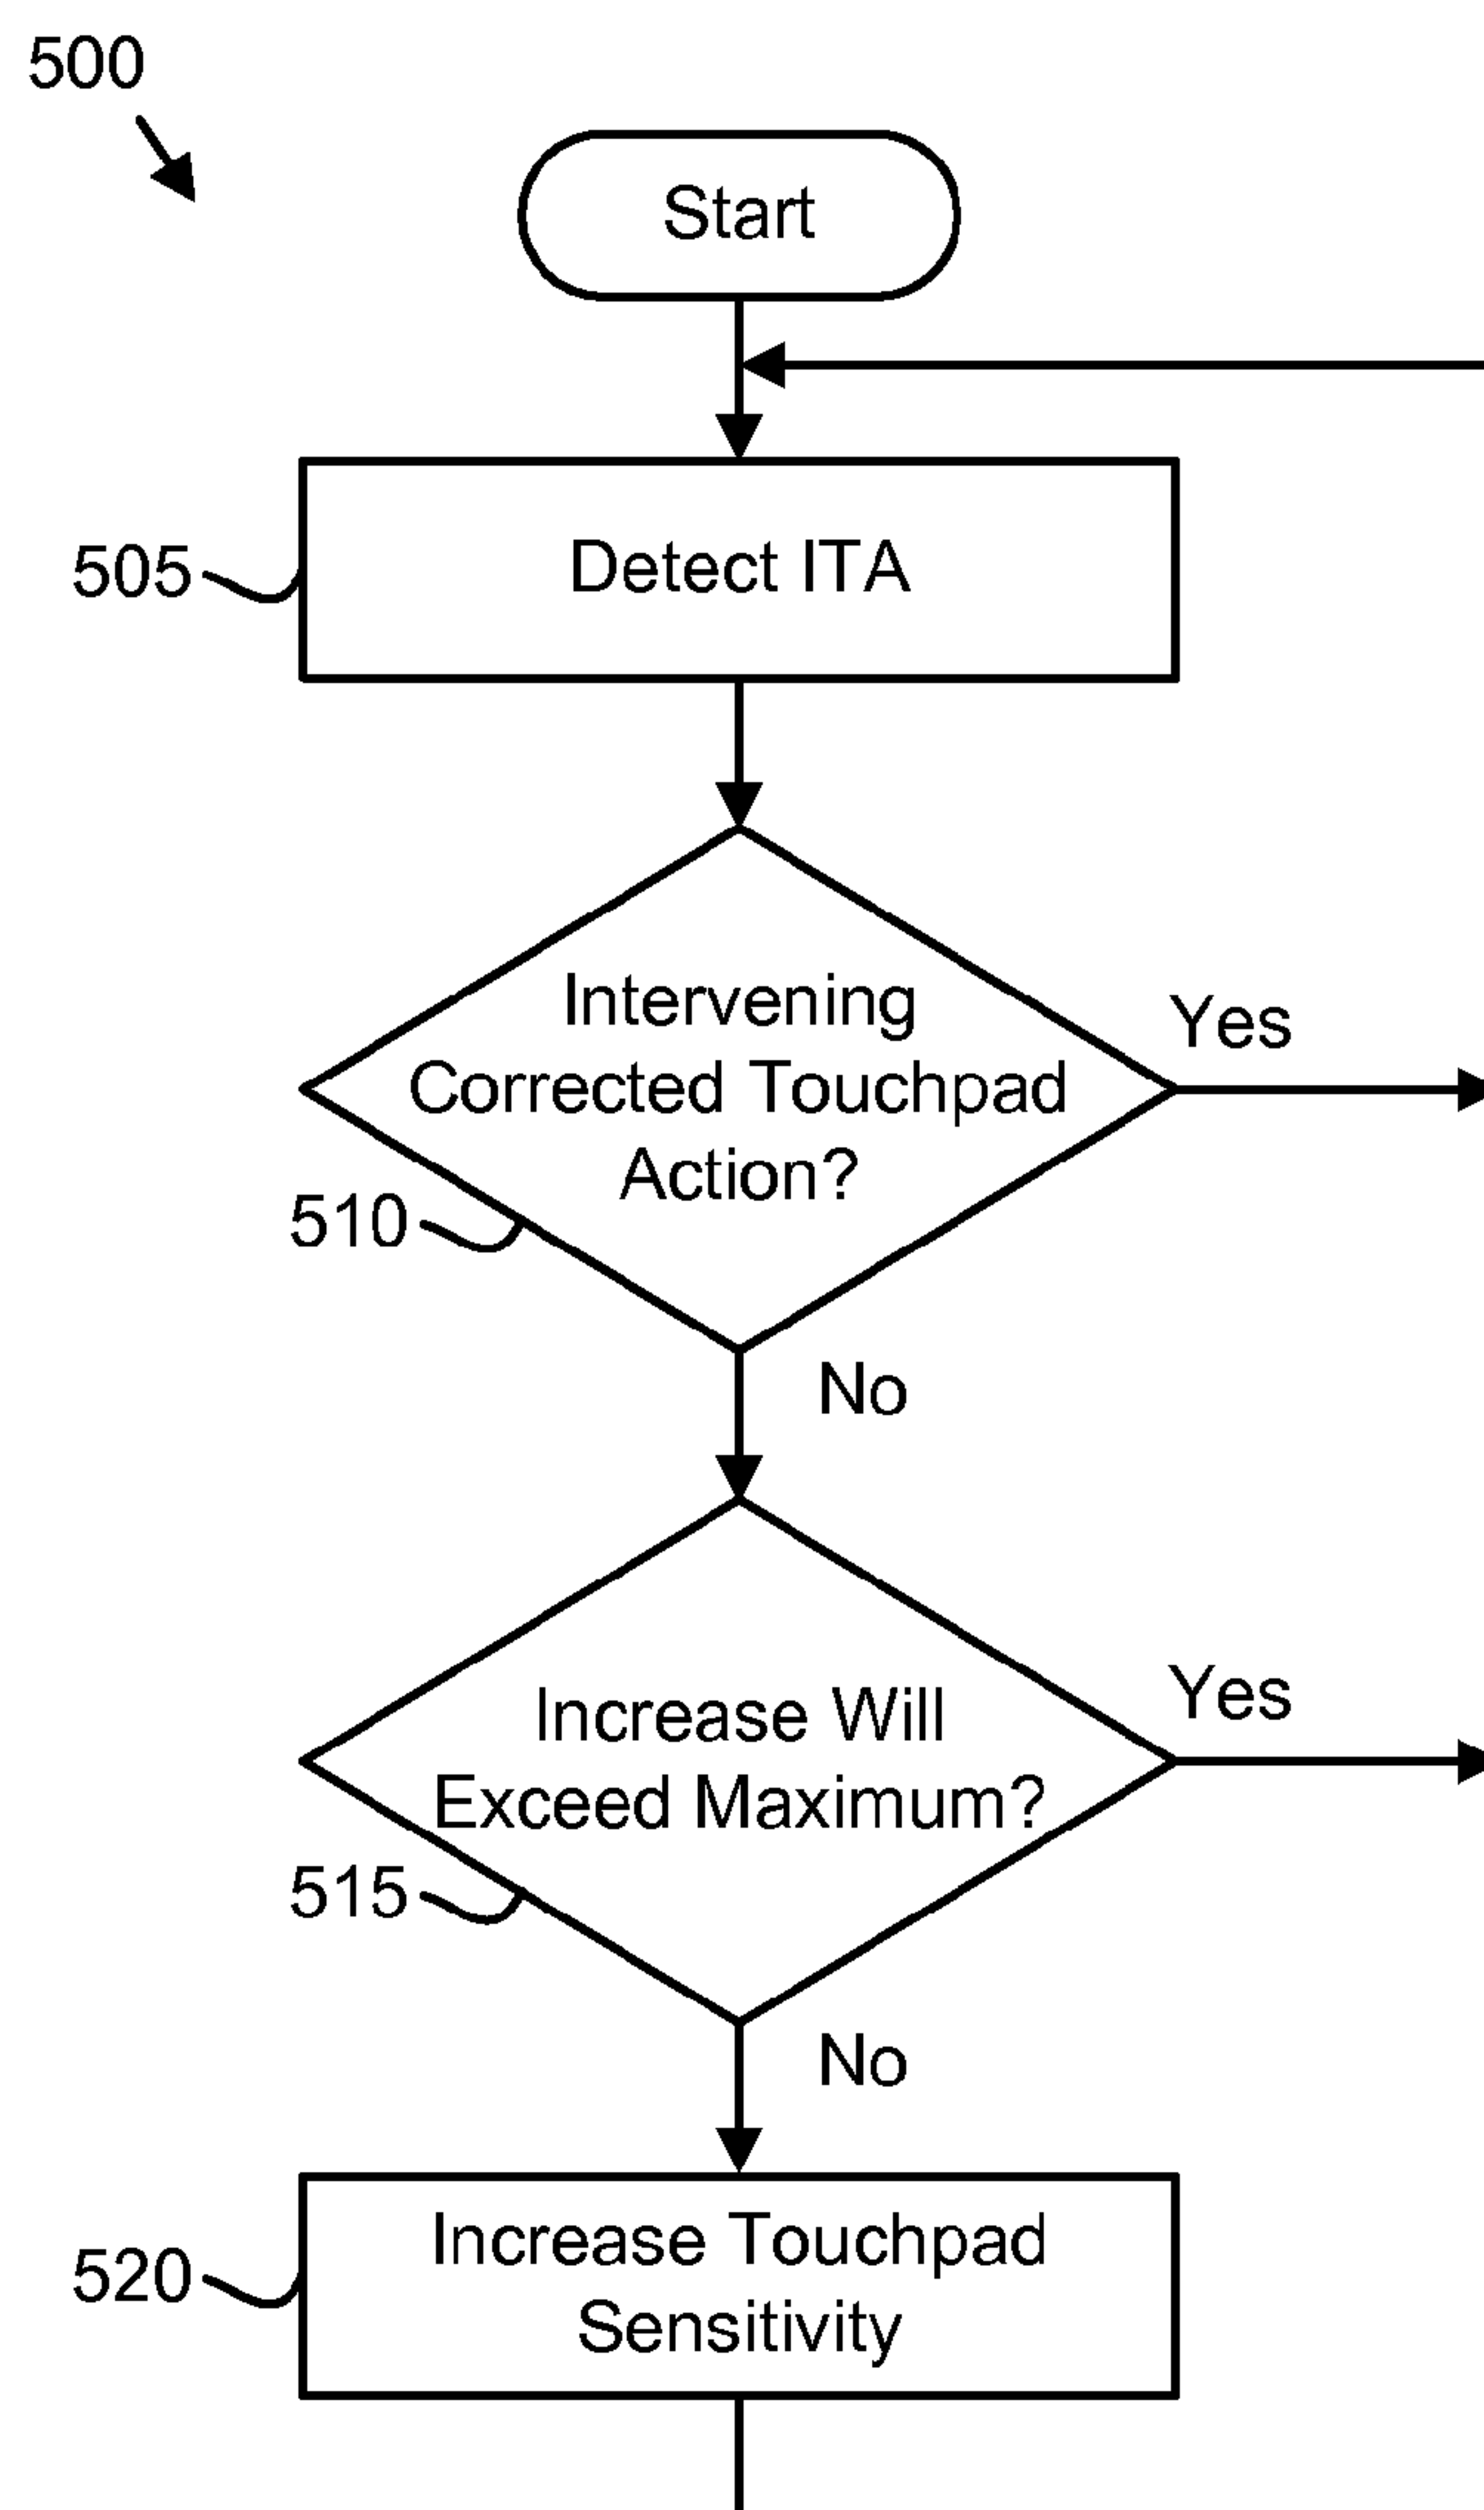 500
Start
Detect ITA
505
Intervening
Corrected Touchpad
Action?
Yes
510
No
Increase Will
Exceed Maximum?
Yes
515
No
Increase Touchpad
Sensitivity
520